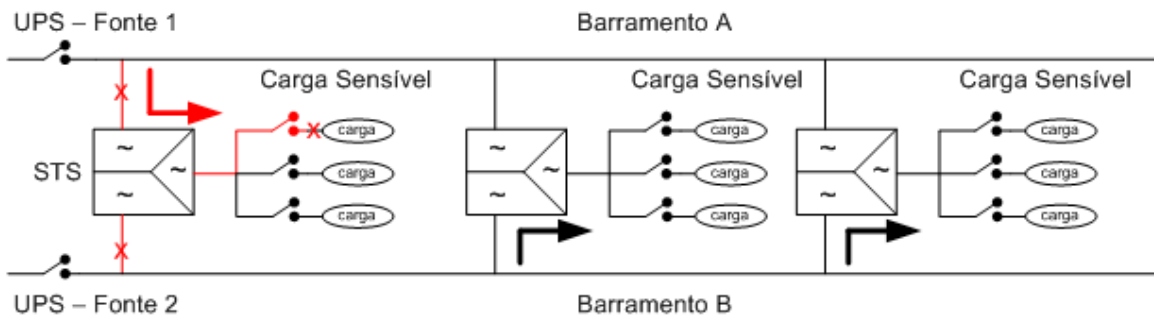 UPS – Fonte 1
Barramento A
Carga Sensível
Carga Sensível
Carga Sensível
carga
carga
carga
STS
~
~
~
carga
carga
carga
~
~
~
carga
carga
carga
~
~
~
UPS – Fonte 2
Barramento B